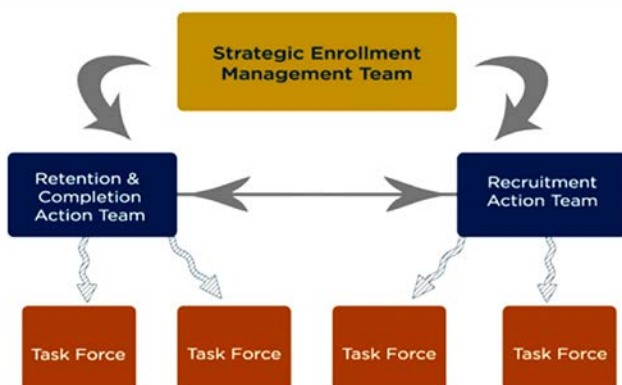 Strategic Enrollment
Management Team
Retention &
Completion
Action Team
Recruitment
Action Team
Task Force
Task Force
Task Force
Task Force